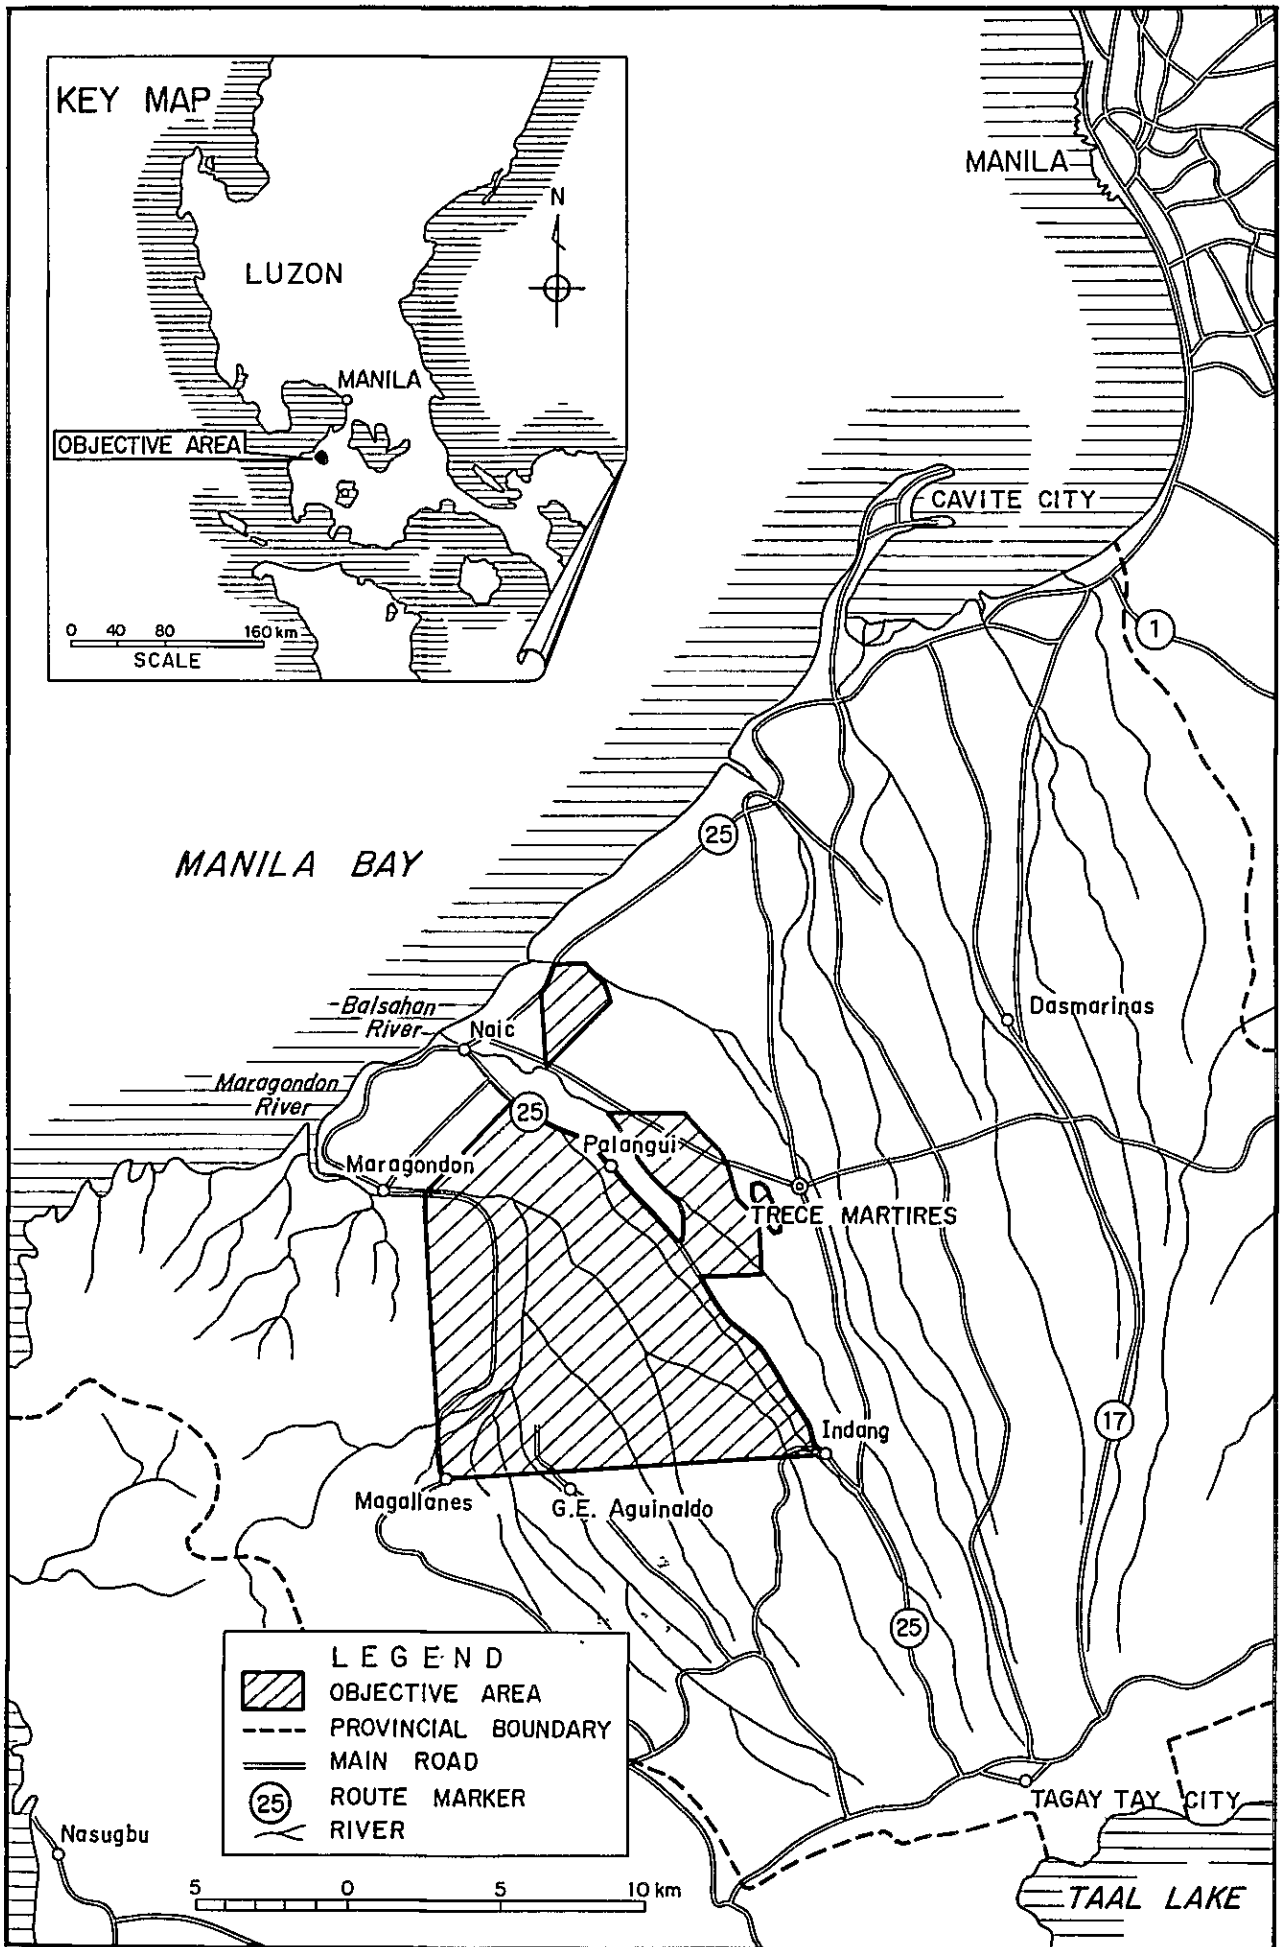 KEY MAP
N
LUZON
MANILA
OBJECTIVE AREA
0 40 80 160 km
SCALE
MANILA
CAVITE CITY
1
25
MANILA BAY
Balsahan
River
Naic
Dasmarinas
Maragondon
River
25
Palangui
Maragondon
TRECE MARTIRES
17
Indang
Magallanes
G.E. Aguinaldo
25
LEGEND
OBJECTIVE AREA
PROVINCIAL BOUNDARY
MAIN ROAD
25 ROUTE MARKER
RIVER
TAGAY TAY CITY
Nasugbu
5 0 5 10 km
TAAL LAKE